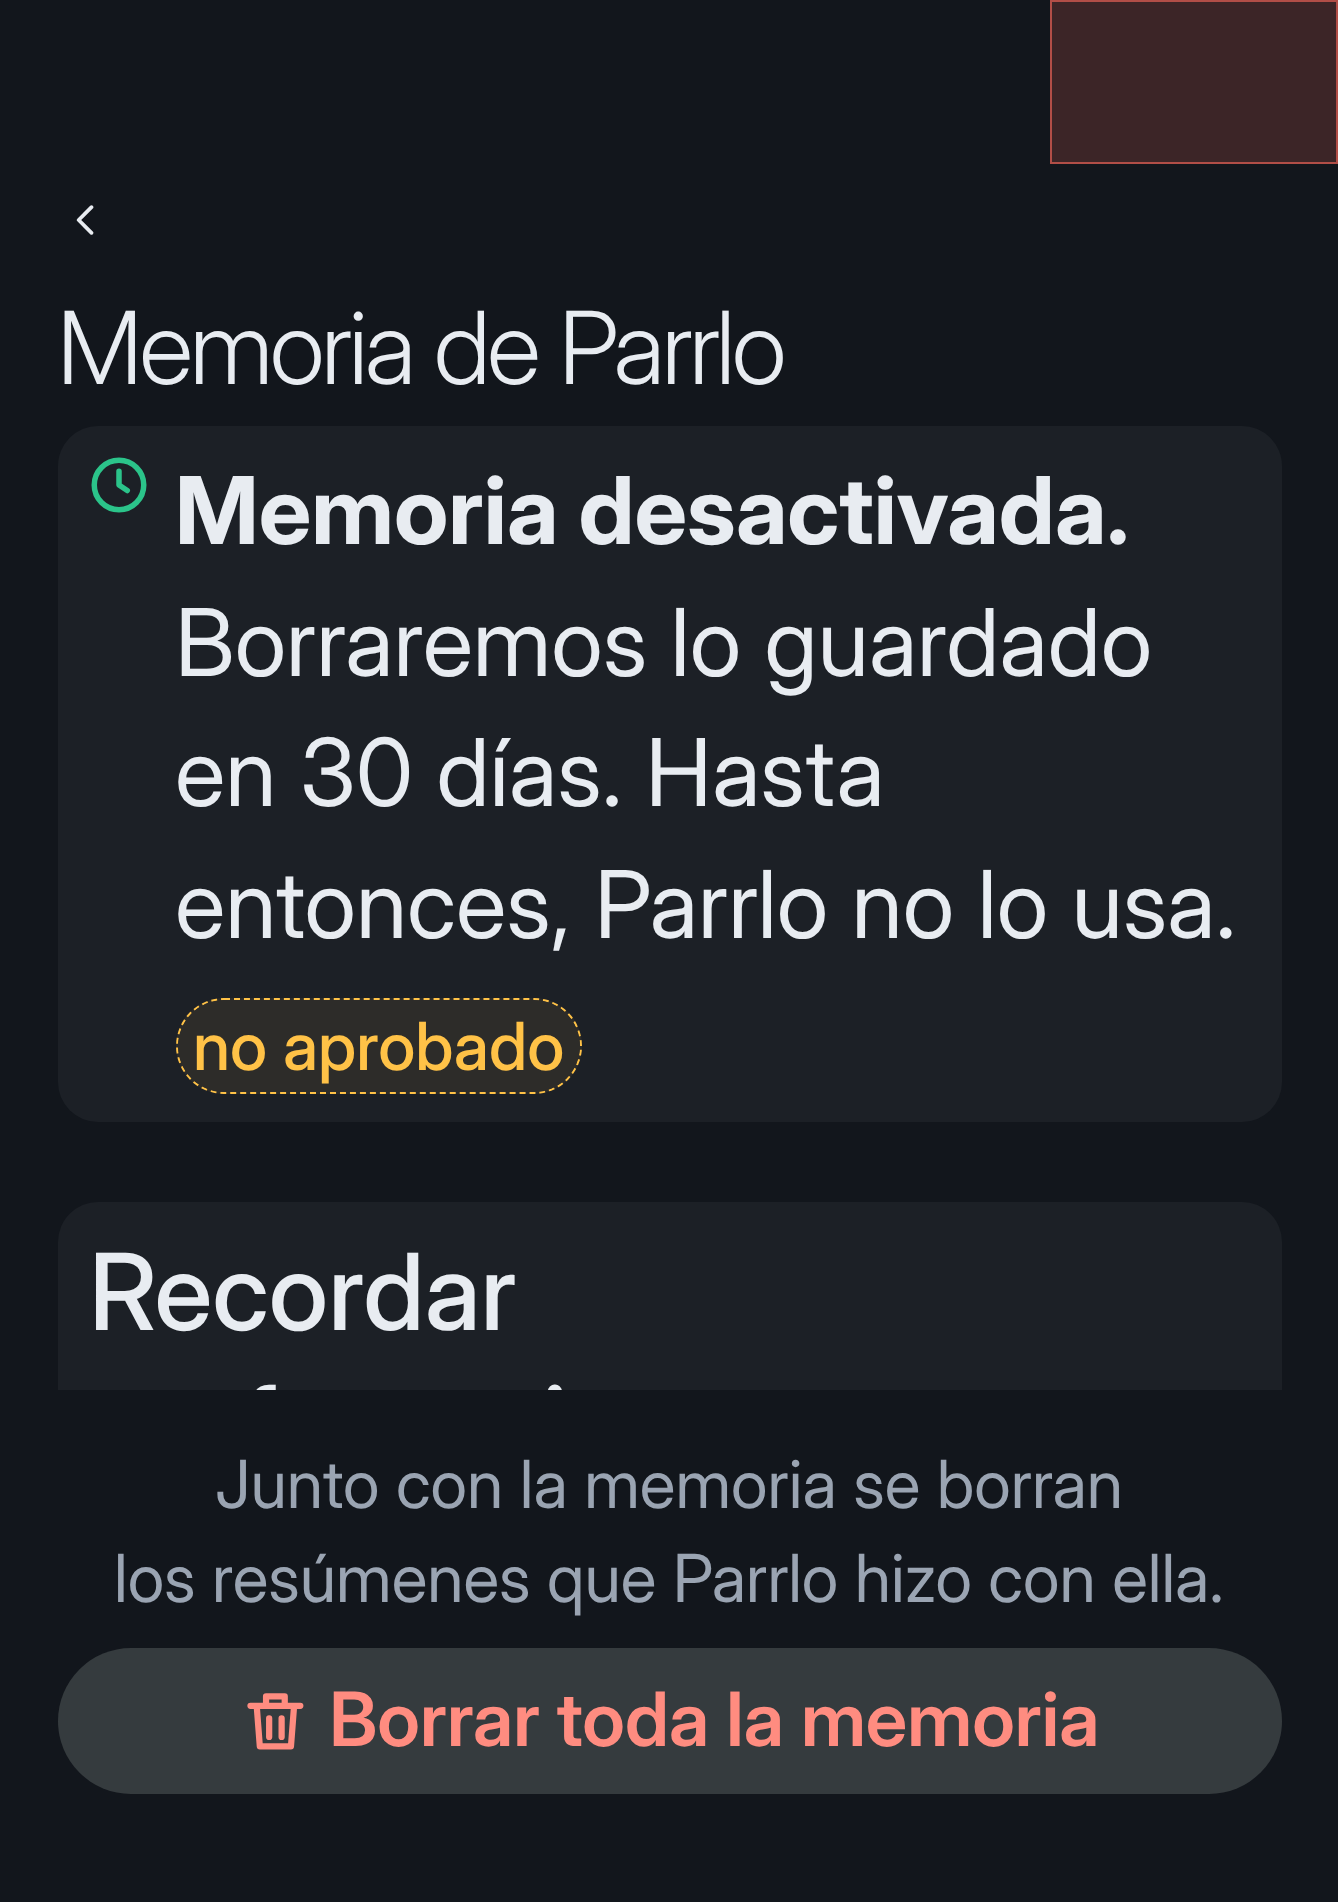 Memoria de Parrlo
Memoria desactivada.
Borraremos lo guardado
en 30 días. Hasta
entonces, Parrlo no lo usa.
no aprobado
Recordar
Junto con la memoria se borran
los resúmenes que Parrlo hizo con ella.
Borrar toda la memoria